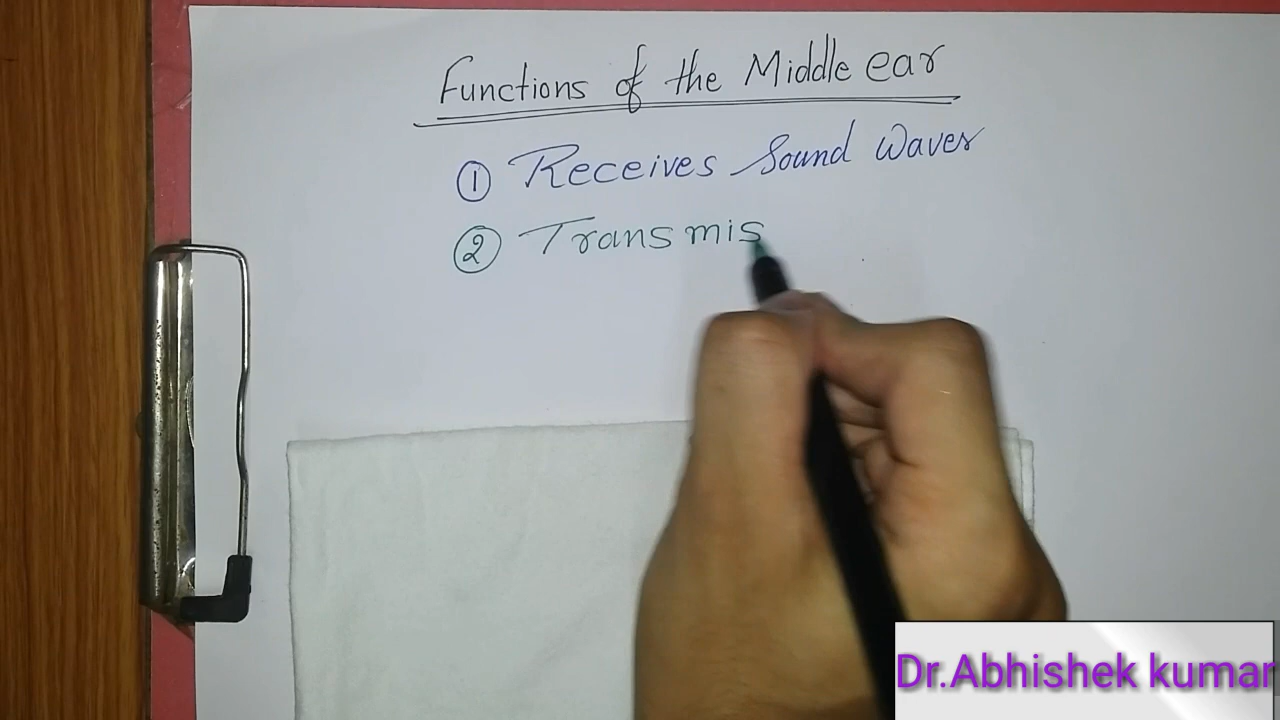 Functions of the Middle ear
① Receives Sound Waves
② Transmis
Dr.Abhishek kumar